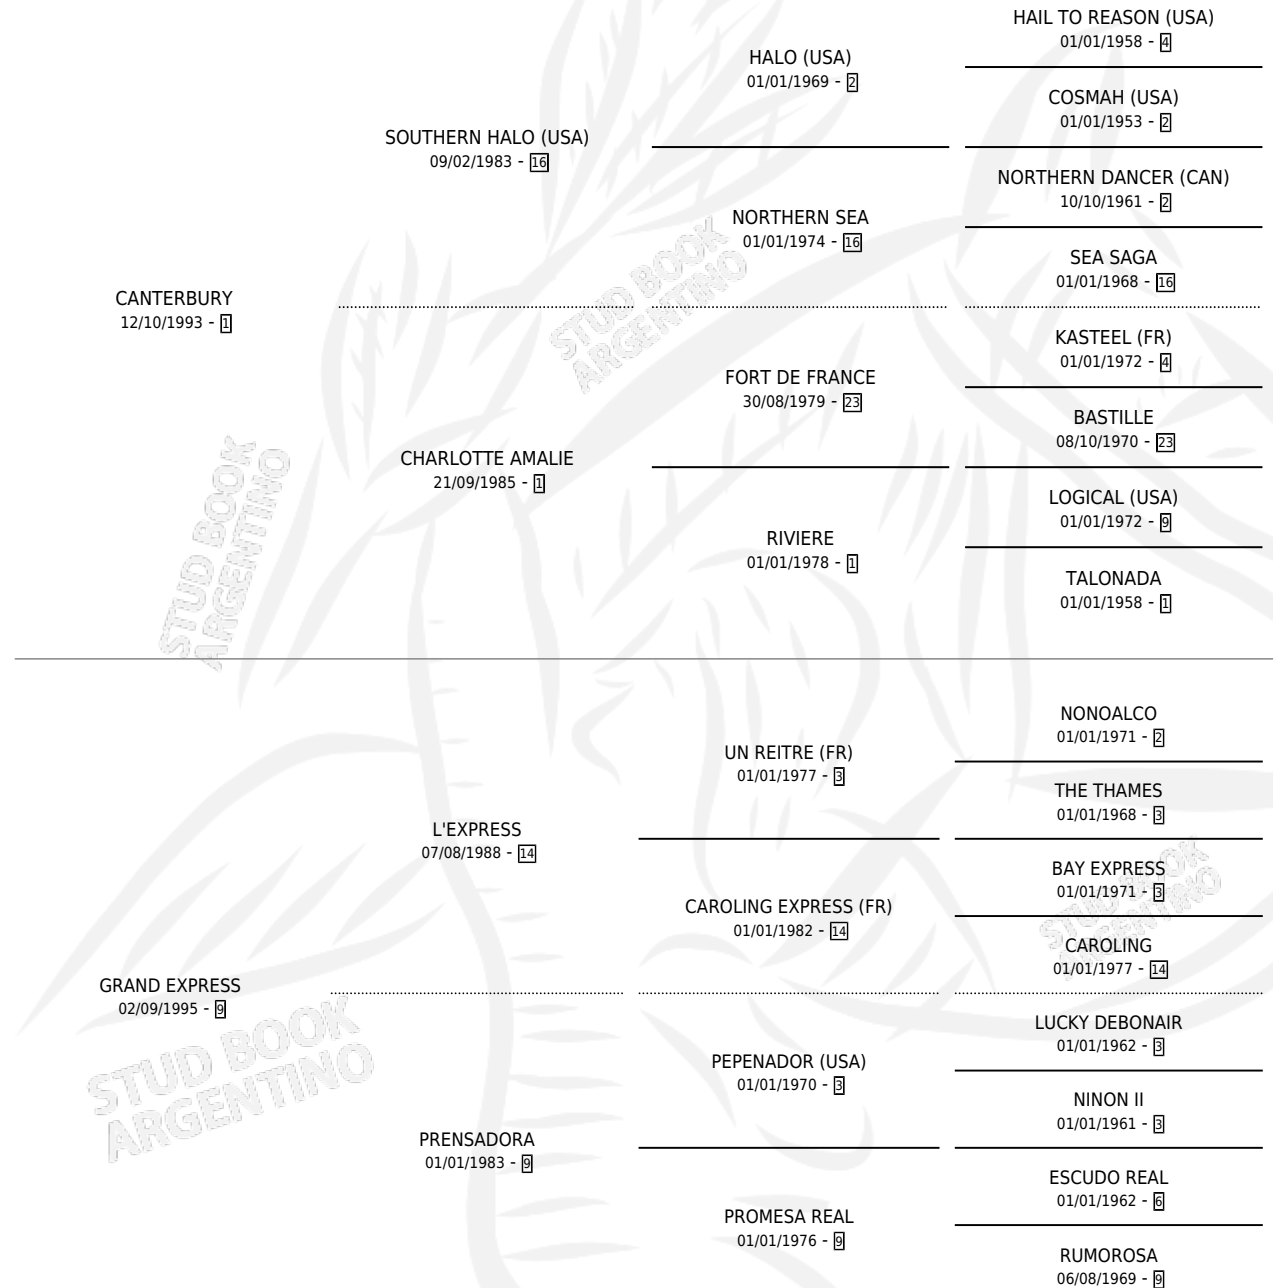 HAIL TO REASON (USA)
01/01/1958 - 4
HALO (USA)
01/01/1969 - 2
COSMAH (USA)
01/01/1953 - 2
SOUTHERN HALO (USA)
09/02/1983 - 16
NORTHERN DANCER (CAN)
10/10/1961 - 2
NORTHERN SEA
01/01/1974 - 16
SEA SAGA
01/01/1968 - 16
CANTERBURY
12/10/1993 - 1
STUD BOOK
ARGENTINO
KASTEEL (FR)
01/01/1972 - 4
FORT DE FRANCE
30/08/1979 - 23
BASTILLE
08/10/1970 - 23
CHARLOTTE AMALIE
21/09/1985 - 1
LOGICAL (USA)
01/01/1972 - 9
RIVIERE
01/01/1978 - 1
TALONADA
01/01/1958 - 1
STUD BOOK
ARGENTINO
NONOALCO
01/01/1971 - 2
UN REITRE (FR)
01/01/1977 - 3
THE THAMES
01/01/1968 - 3
L'EXPRESS
07/08/1988 - 14
BAY EXPRESS
01/01/1971 - 3
CAROLING EXPRESS (FR)
01/01/1982 - 14
CAROLING
01/01/1977 - 14
STUD BOOK
ARGENTINO
GRAND EXPRESS
02/09/1995 - 9
STUD BOOK
ARGENTINO
LUCKY DEBONAIR
01/01/1962 - 3
PEPENADOR (USA)
01/01/1970 - 3
NINON II
01/01/1961 - 3
PRENSADORA
01/01/1983 - 9
ESCUDO REAL
01/01/1962 - 6
PROMESA REAL
01/01/1976 - 9
RUMOROSA
06/08/1969 - 9